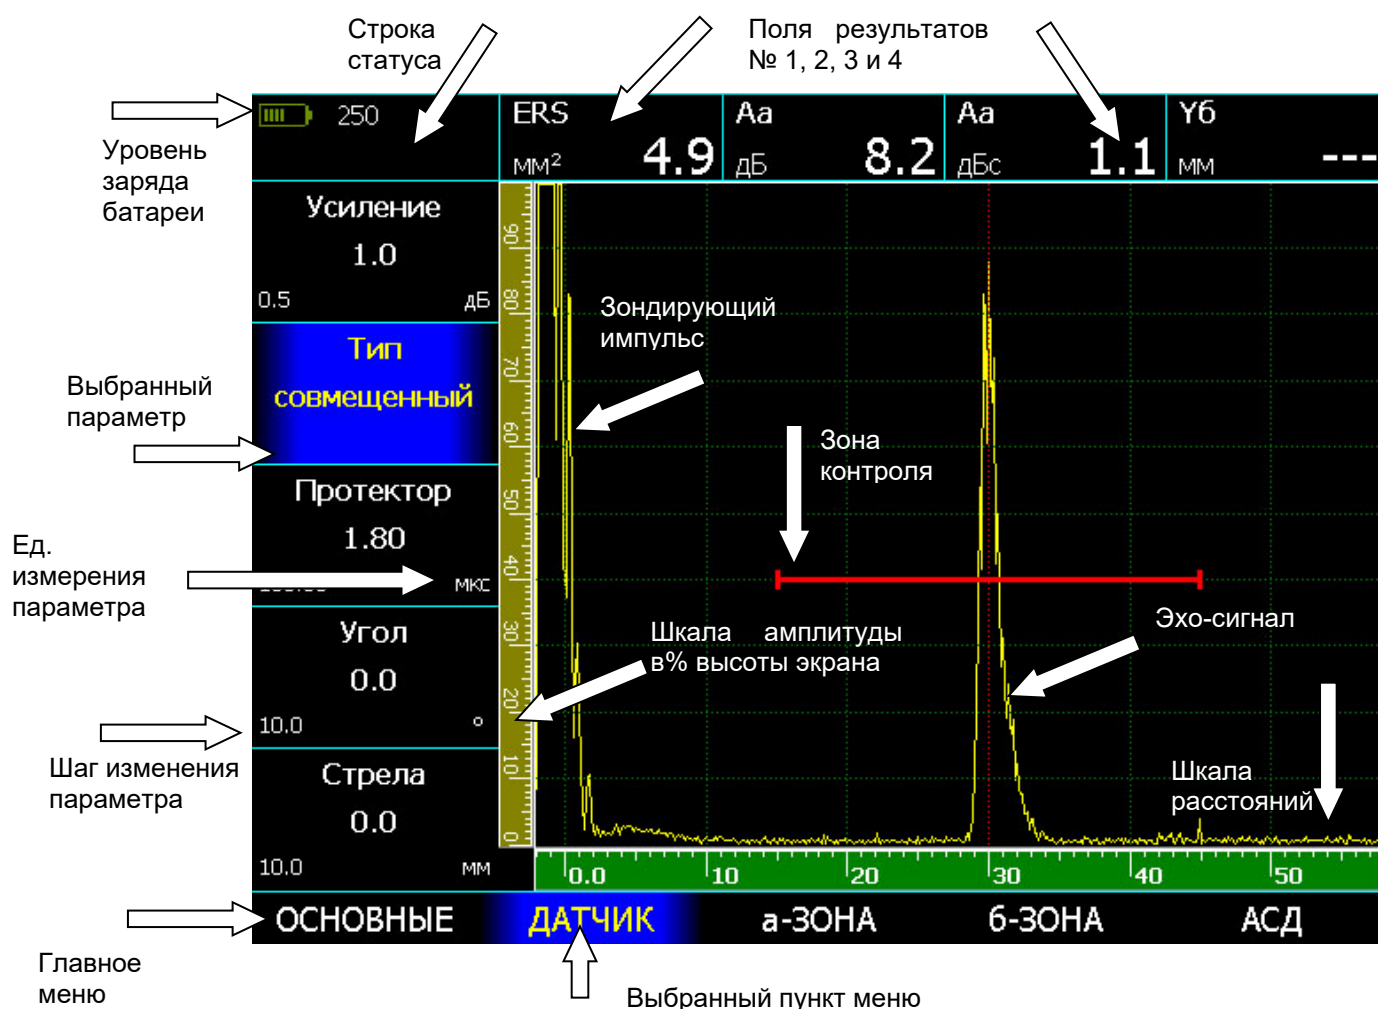 Строка
статуса
Поля результатов
№ 1, 2, 3 и 4
Уровень
заряда
батареи
250
ERS
мм²
4.9
Аа
дБ
8.2
Аа
дБс
1.1
Yб
мм
---
Усиление
1.0
0.5 дБ
Тип
совмещенный
Выбранный
параметр
Протектор
1.80
мкс
Ед.
измерения
параметра
Угол
0.0
10.0 °
Шаг изменения
параметра
Стрела
0.0
10.0 мм
90
80
70
60
50
40
30
20
10
0
Зондирующий
импульс
Зона
контроля
Шкала амплитуды
в% высоты экрана
Эхо-сигнал
Шкала
расстояний
0.0 10 20 30 40 50
ОСНОВНЫЕ ДАТЧИК а-ЗОНА б-ЗОНА АСД
Главное
меню
Выбранный пункт меню